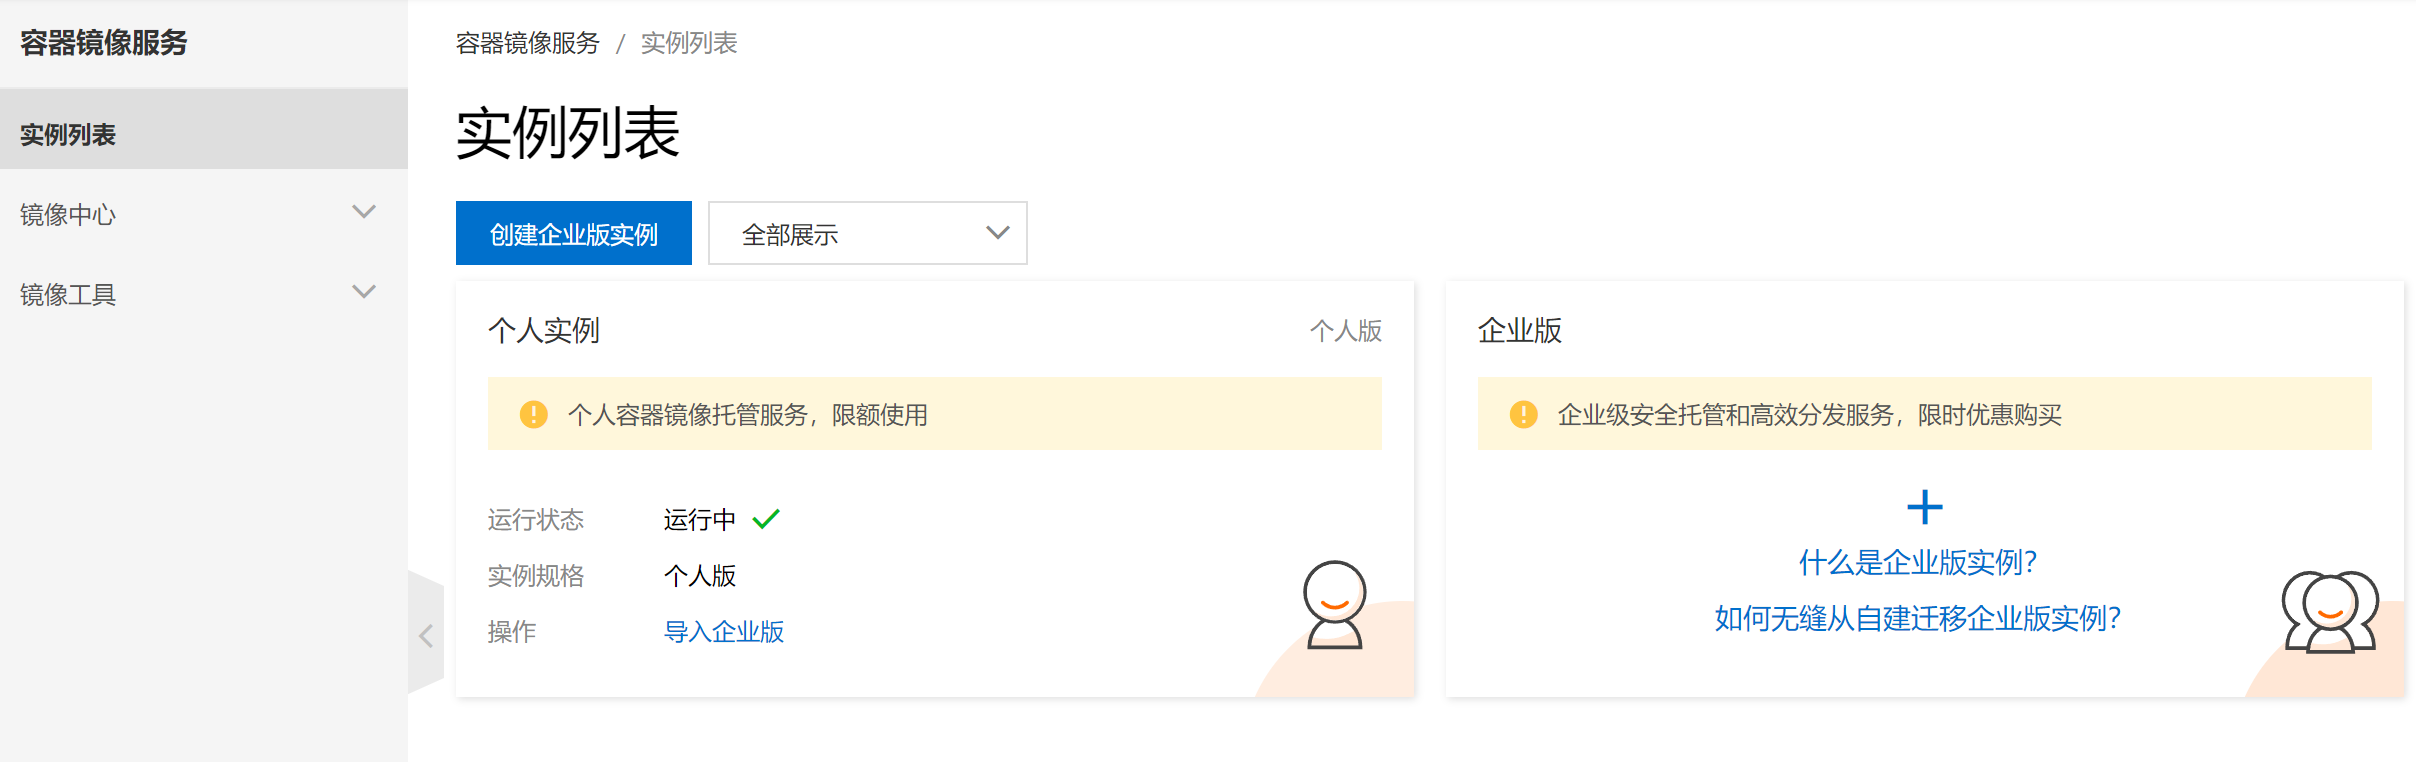 容器镜像服务
实例列表
镜像中心
镜像工具
容器镜像服务 / 实例列表
实例列表
创建企业版实例
全部展示
个人实例
个人版
个人容器镜像托管服务，限额使用
运行状态 运行中
实例规格 个人版
操作 导入企业版
企业版
企业级安全托管和高效分发服务，限时优惠购买
什么是企业版实例？
如何无缝从自建迁移企业版实例？